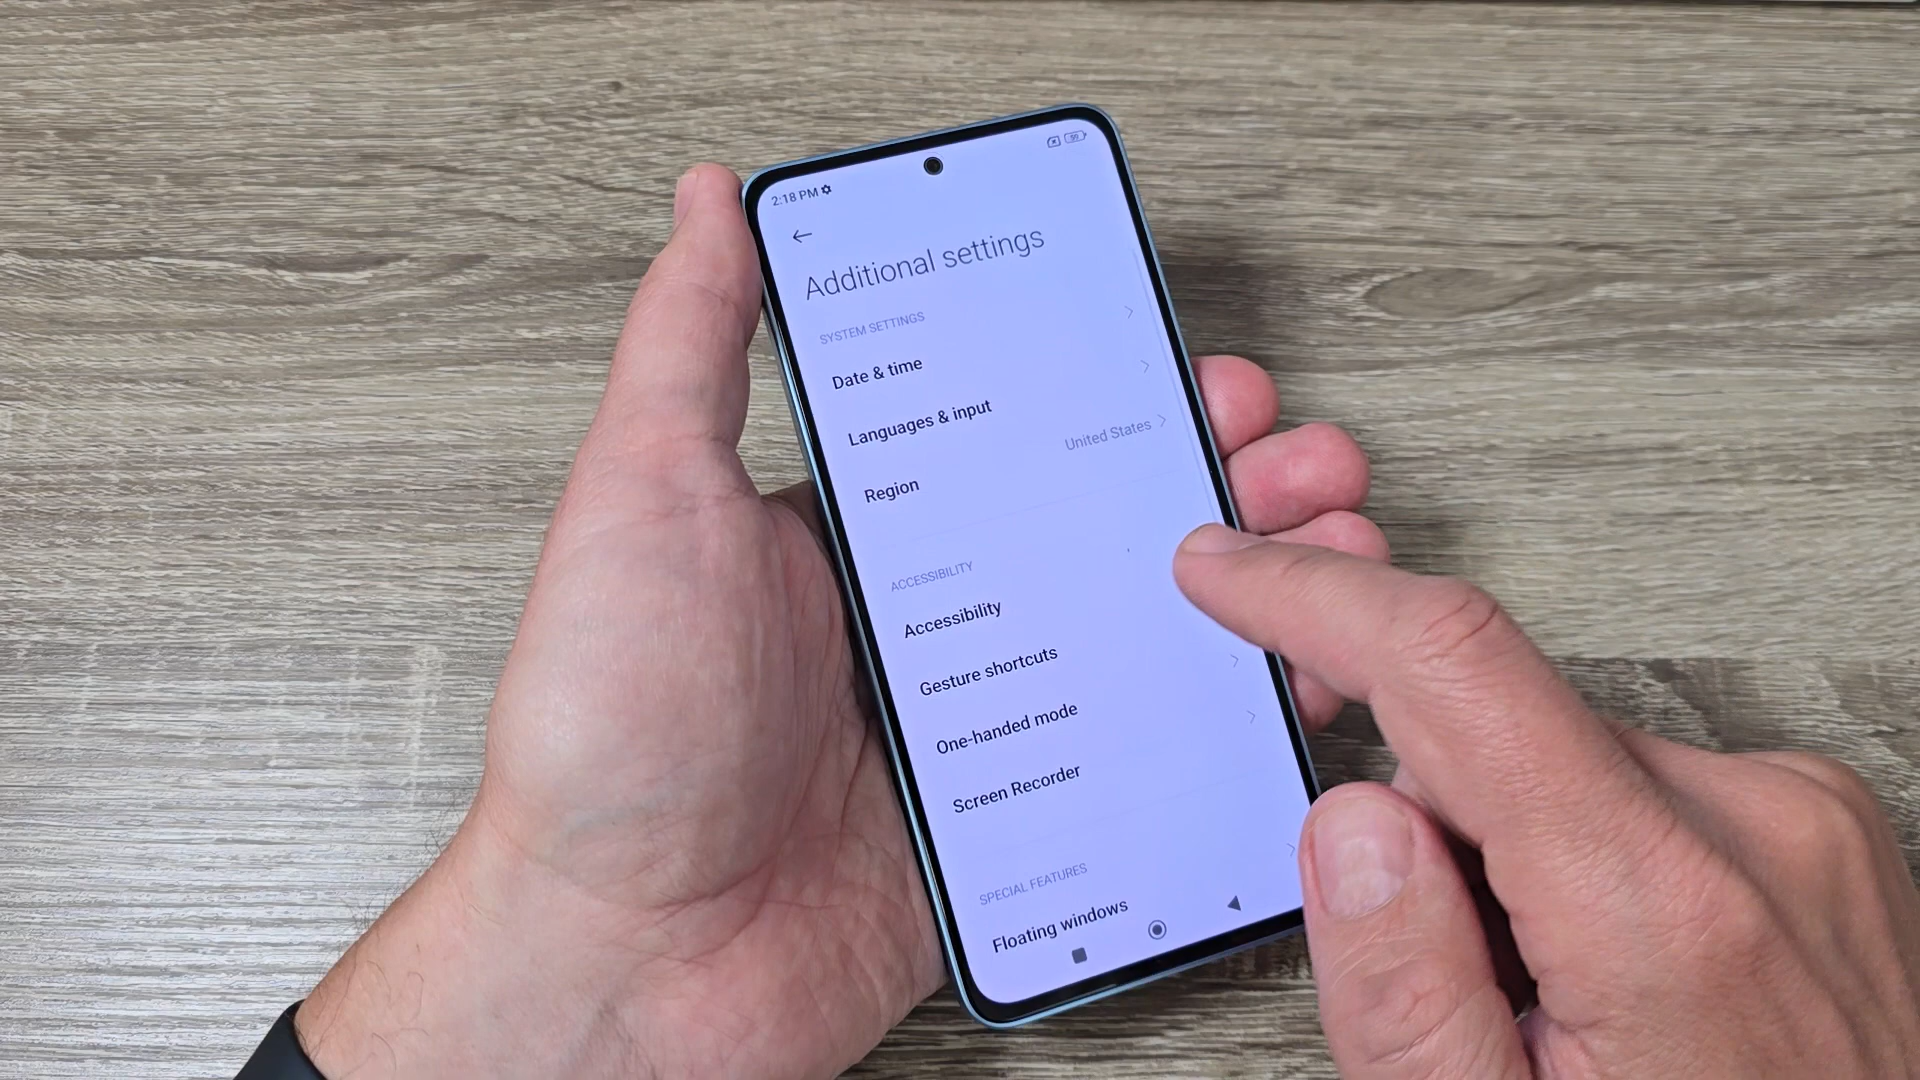 2:18 PM
99
Additional settings
SYSTEM SETTINGS
Date & time
Languages & input
Region United States
ACCESSIBILITY
Accessibility
Gesture shortcuts
One-handed mode
Screen Recorder
SPECIAL FEATURES
Floating windows